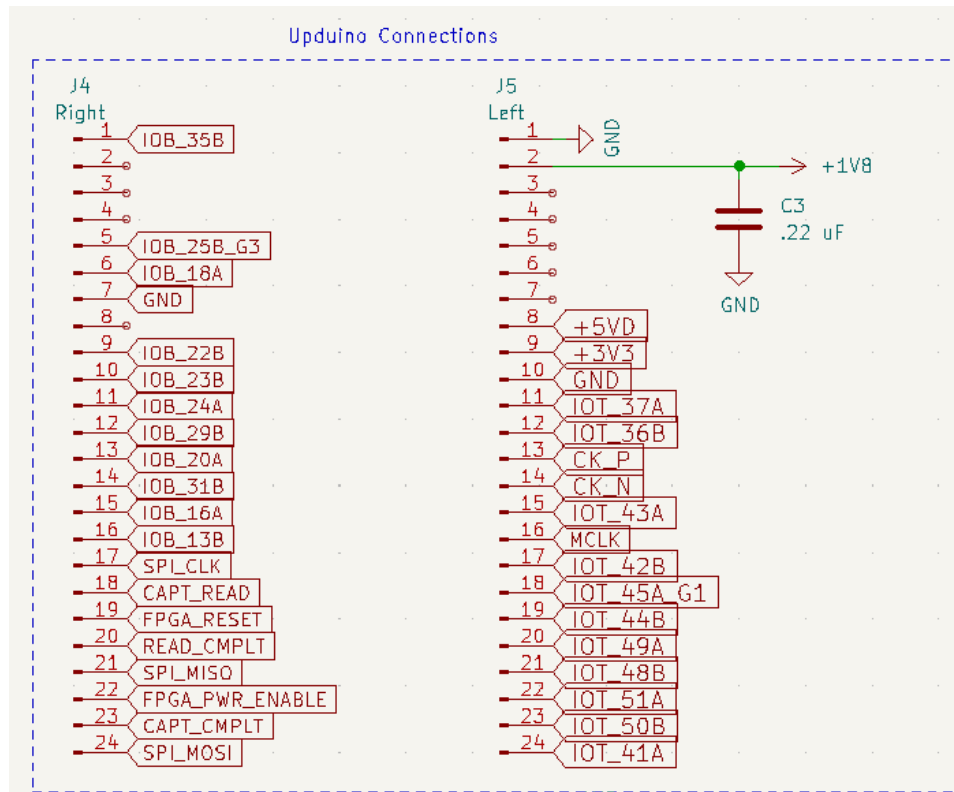 Upduino Connections
J4
Right
1 IOB_35B
2
3
4
5 IOB_25B_G3
6 IOB_18A
7 GND
8
9 IOB_22B
10 IOB_23B
11 IOB_24A
12 IOB_29B
13 IOB_20A
14 IOB_31B
15 IOB_16A
16 IOB_13B
17 SPI_CLK
18 CAPT_READ
19 FPGA_RESET
20 READ_CMPLT
21 SPI_MISO
22 FPGA_PWR_ENABLE
23 CAPT_CMPLT
24 SPI_MOSI
J5
Left
1 GND
2 +1V8
C3
.22 uF
GND
3
4
5
6
7
8 +5VD
9 +3V3
10 GND
11 IOT_37A
12 IOT_36B
13 CK_P
14 CK_N
15 IOT_43A
16 MCLK
17 IOT_42B
18 IOT_45A_G1
19 IOT_44B
20 IOT_49A
21 IOT_48B
22 IOT_51A
23 IOT_50B
24 IOT_41A